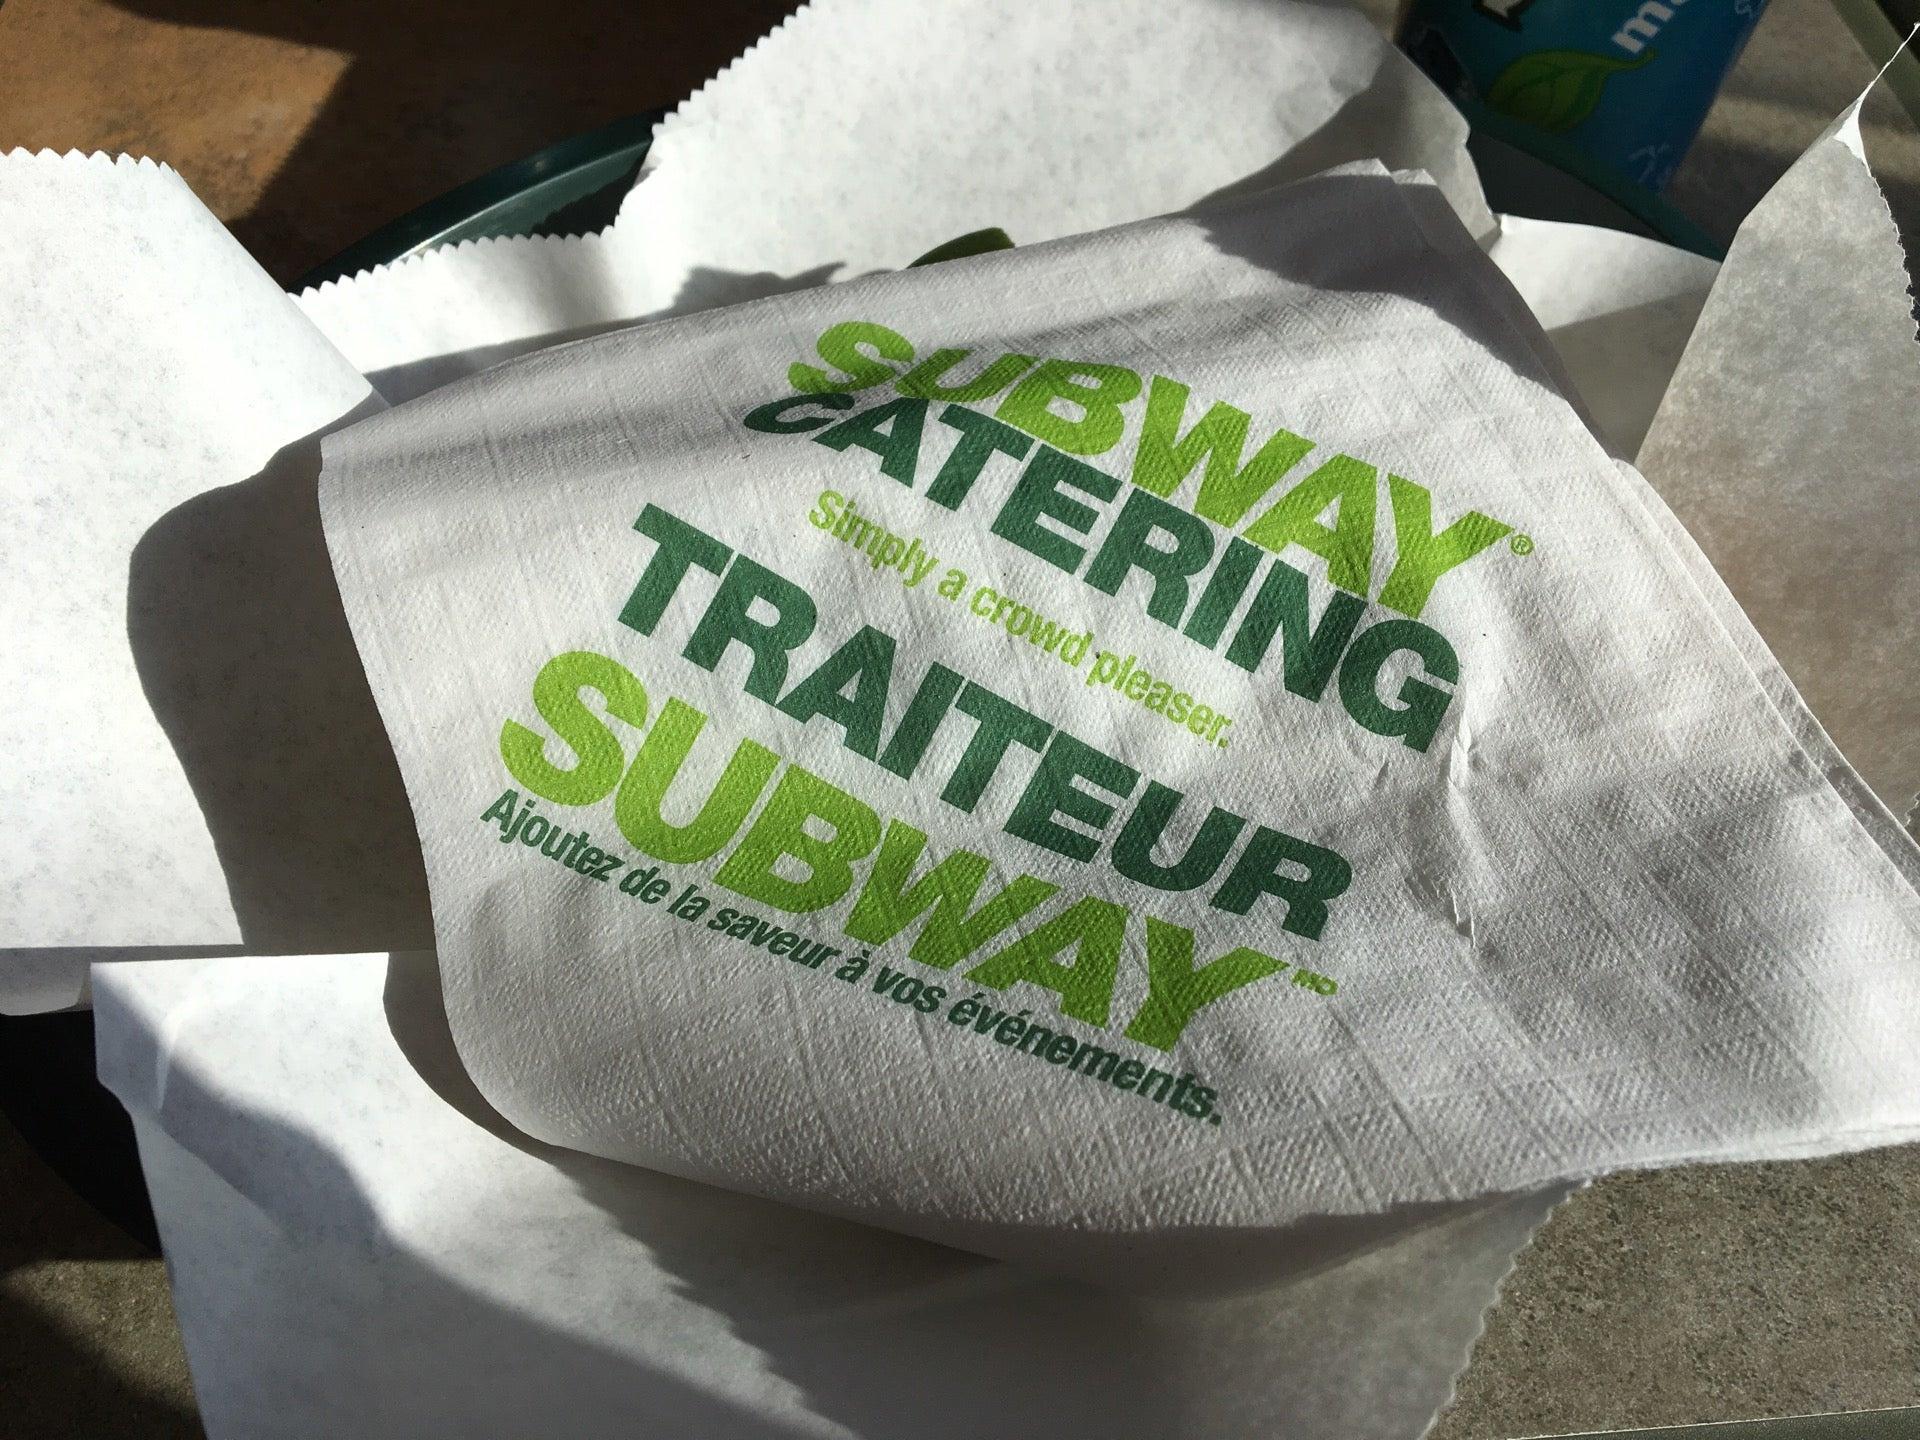 SUBWAY®
CATERING
Simply a crowd pleaser.
TRAITEUR
SUBWAY MD
Ajoutez de la saveur à vos événements.